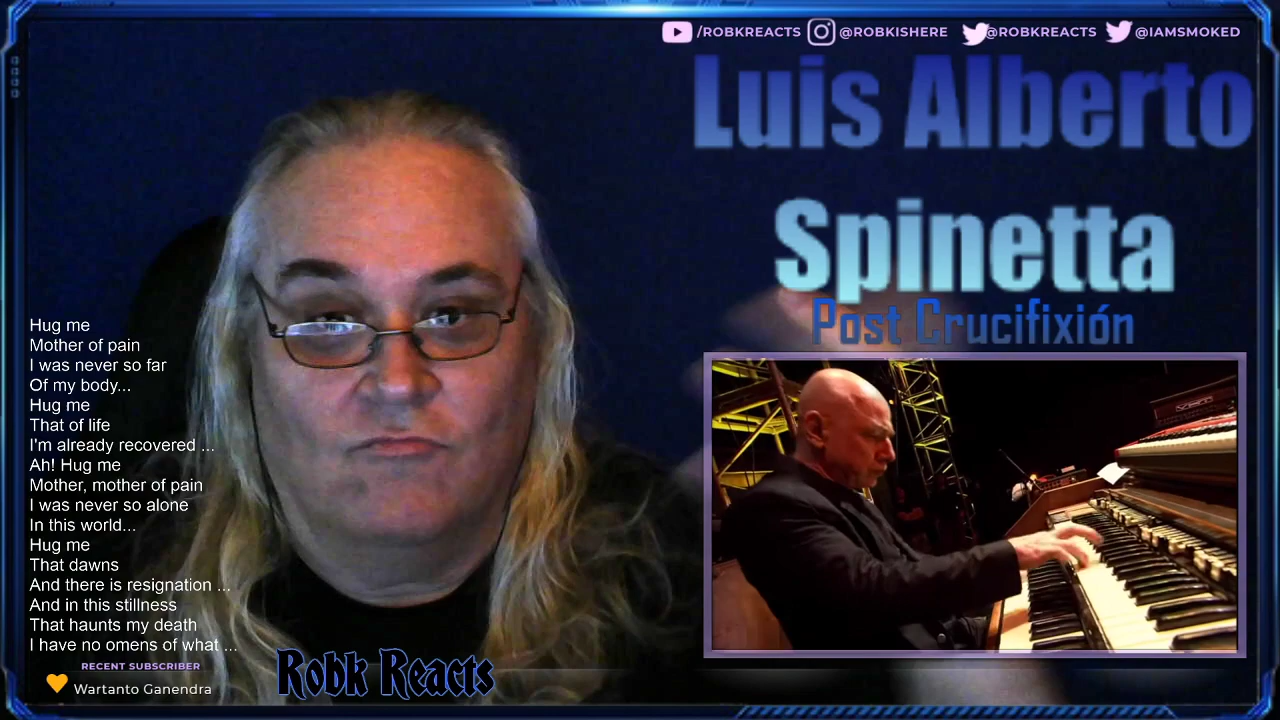 /ROBKREACTS @ROBKISHERE @ROBKREACTS @IAMSMOKED
Luis Alberto
Spinetta
Post Crucifixión
Hug me
Mother of pain
I was never so far
Of my body...
Hug me
That of life
I'm already recovered ...
Ah! Hug me
Mother, mother of pain
I was never so alone
In this world...
Hug me
That dawns
And there is resignation ...
And in this stillness
That haunts my death
I have no omens of what ...
RECENT SUBSCRIBER
Wartanto Ganendra
Robk Reacts